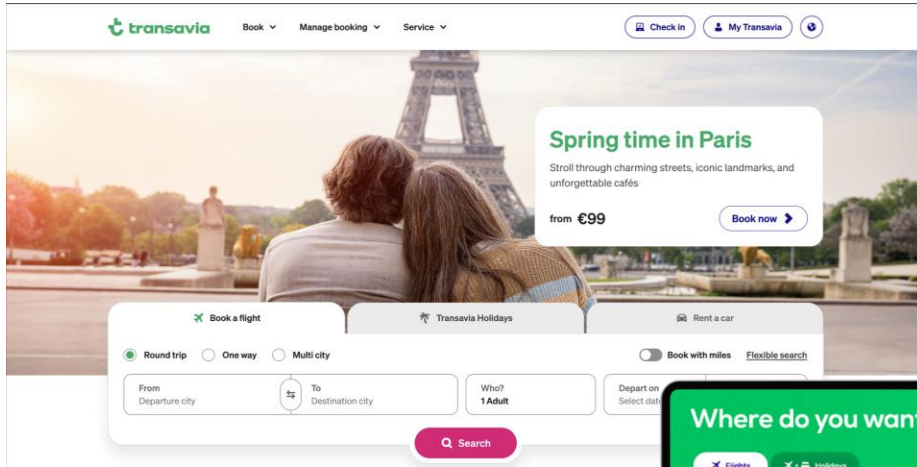 transavia
Book
Manage booking
Service
Check in
My Transavia
Spring time in Paris
Stroll through charming streets, iconic landmarks, and
unforgettable cafés
from €99
Book now
Book a flight
Transavia Holidays
Rent a car
Round trip
One way
Multi city
Book with miles
Flexible search
From
Departure city
To
Destination city
Who?
1 Adult
Depart on
Select date
Search
Where do you want
Flights
Holidays